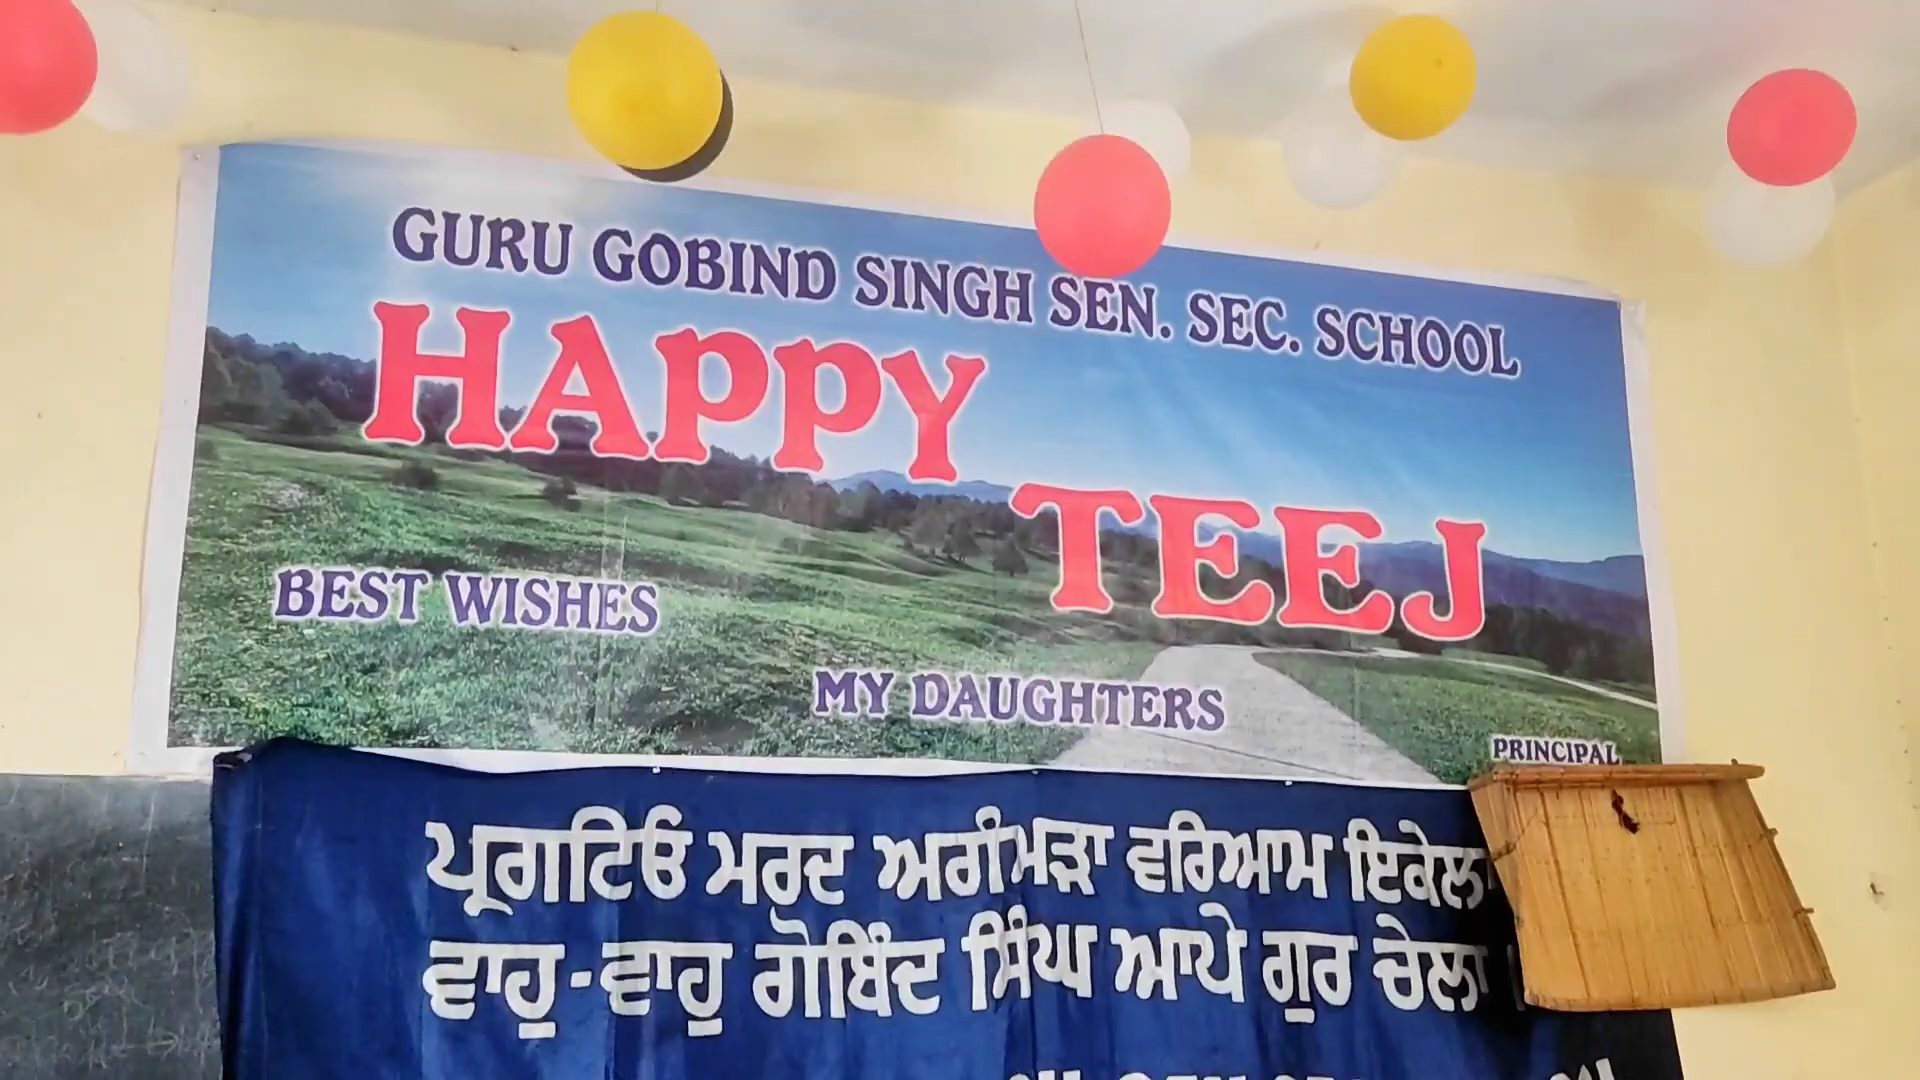 GURU GOBIND SINGH SEN. SEC. SCHOOL
HAPPY
TEEJ
BEST WISHES
MY DAUGHTERS
PRINCIPAL
ਪ੍ਰਗਟਿਓ ਮਰਦ ਅਗੰਮੜਾ ਵਰਿਆਮ ਇਕੇਲਾ
ਵਾਹੁ-ਵਾਹੁ ਗੋਬਿੰਦ ਸਿੰਘ ਆਪੇ ਗੁਰ ਚੇਲਾ